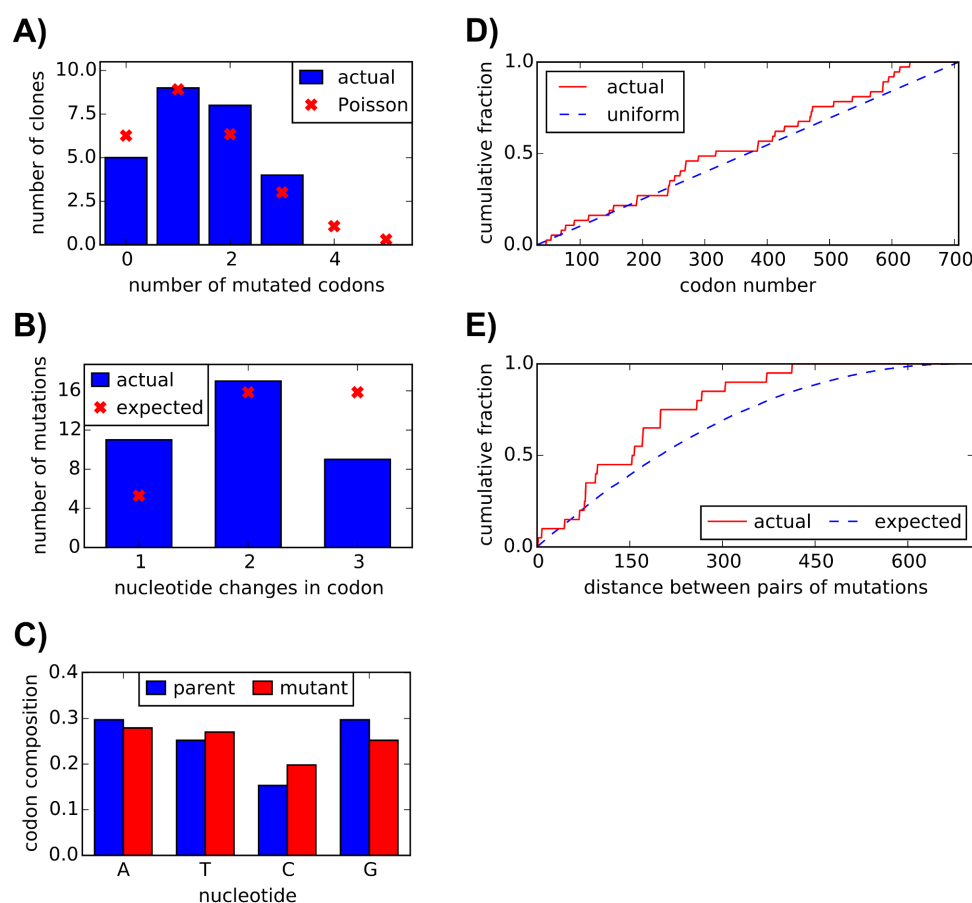 A)
10.0
7.5
5.0
2.5
0.0
number of clones
actual
Poisson
0 2 4
number of mutated codons
B)
16
12
8
4
0
number of mutations
actual
expected
1 2 3
nucleotide changes in codon
C)
0.4
0.3
0.2
0.1
0.0
codon composition
parent mutant
A T C G
nucleotide
D)
1.0
0.5
0.0
cumulative fraction
actual
uniform
100 200 300 400 500 600 700
codon number
E)
1.0
0.5
0.0
cumulative fraction
actual expected
0 150 300 450 600
distance between pairs of mutations